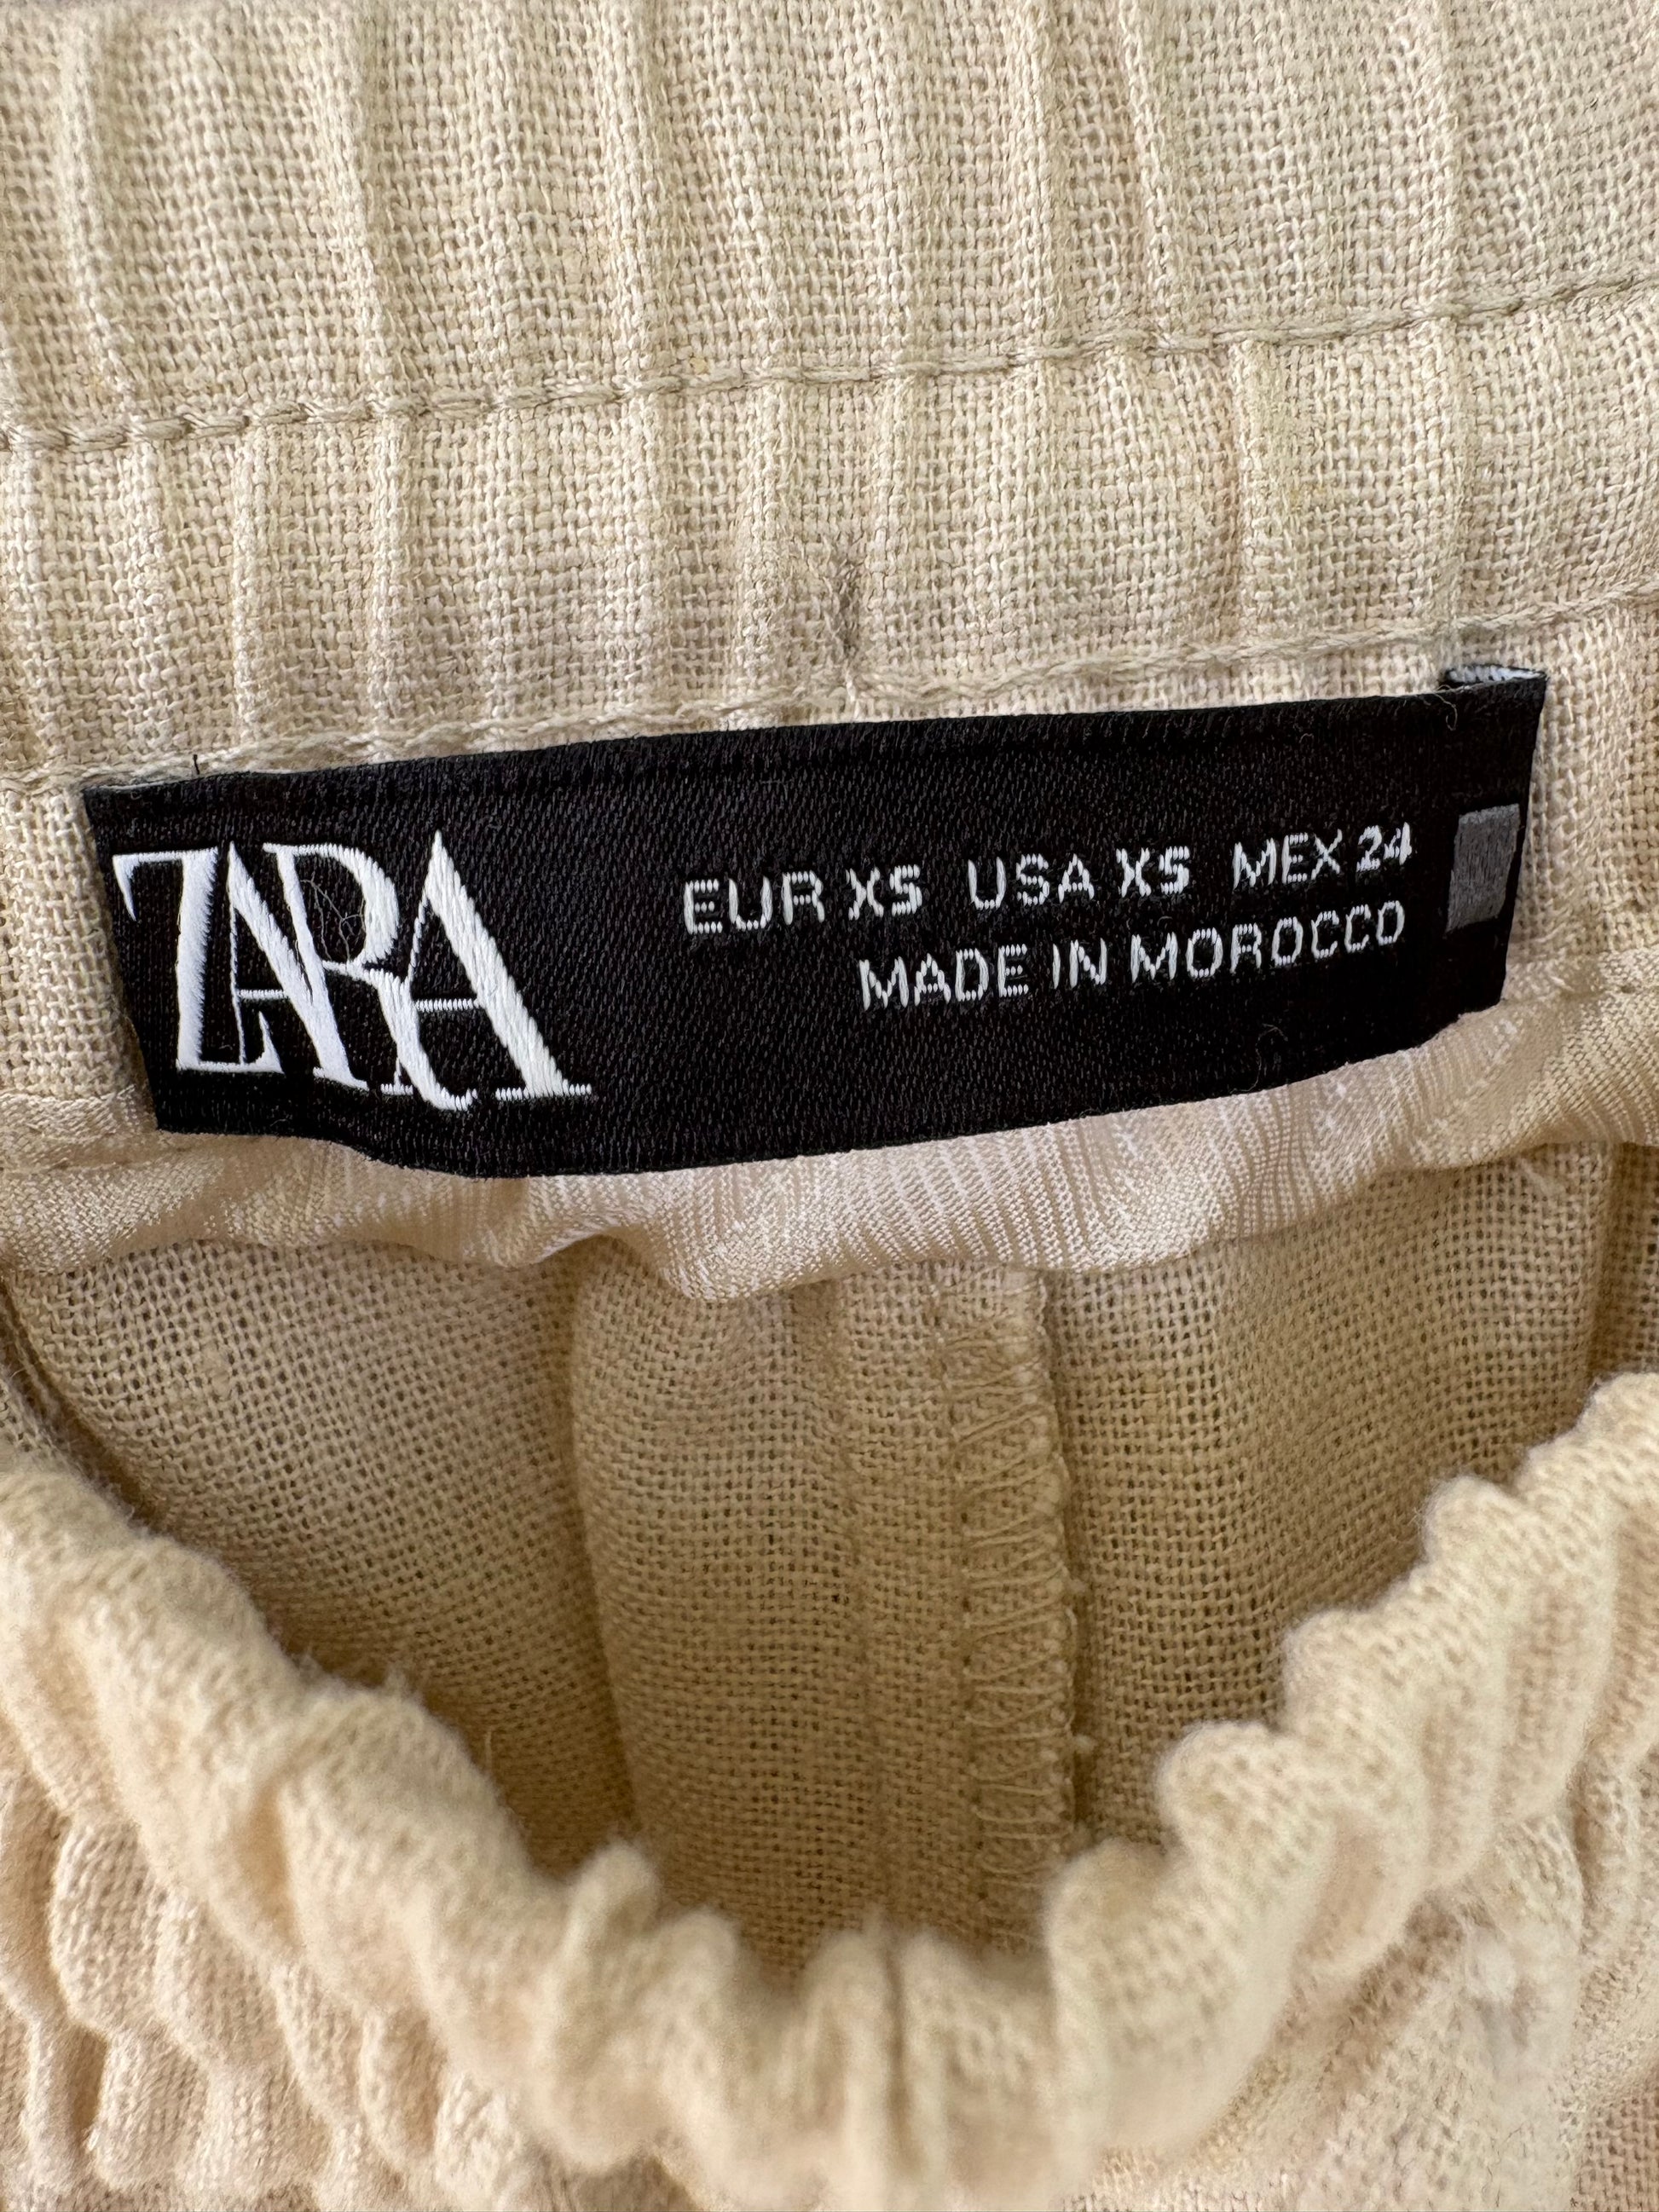 ZARA
EUR XS USA XS MEX 24
MADE IN MOROCCO